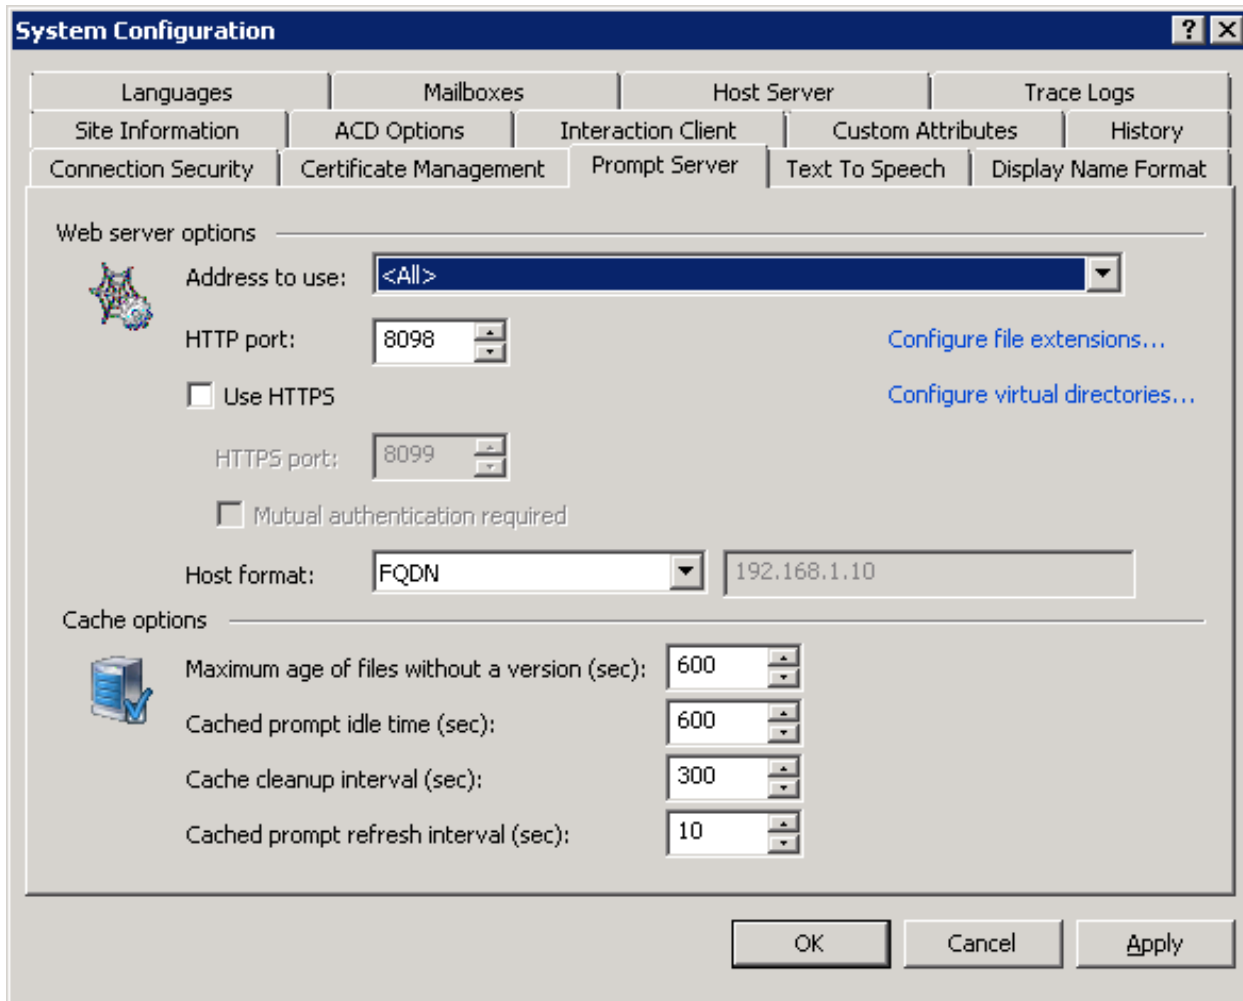 System Configuration
Languages Mailboxes Host Server Trace Logs
Site Information ACD Options Interaction Client Custom Attributes History
Connection Security Certificate Management Prompt Server Text To Speech Display Name Format
Web server options
Address to use: <All>
HTTP port: 8098 Configure file extensions...
Use HTTPS Configure virtual directories...
HTTPS port: 8099
Mutual authentication required
Host format: FQDN 192.168.1.10
Cache options
Maximum age of files without a version (sec): 600
Cached prompt idle time (sec): 600
Cache cleanup interval (sec): 300
Cached prompt refresh interval (sec): 10
OK Cancel Apply